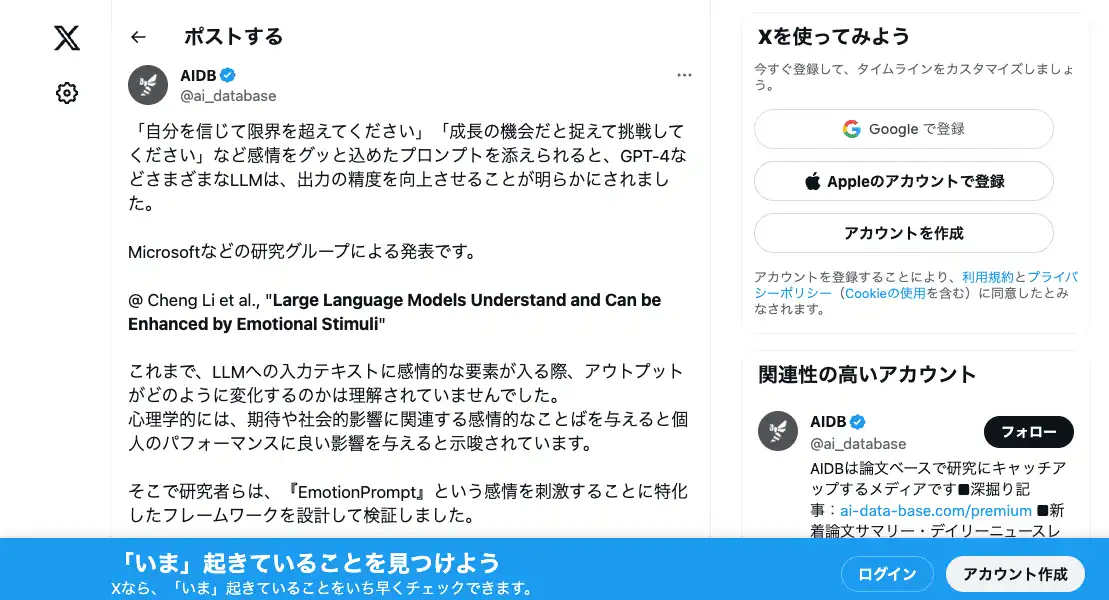 ポストする
AIDB
@ai_database
「自分を信じて限界を超えてください」「成長の機会だと捉えて挑戦して
ください」など感情をグッと込めたプロンプトを添えられると、GPT-4な
どさまざまなLLMは、出力の精度を向上させることが明らかにされまし
た。
Microsoftなどの研究グループによる発表です。
@ Cheng Li et al., "Large Language Models Understand and Can be
Enhanced by Emotional Stimuli"
これまで、LLMへの入力テキストに感情的な要素が入る際、アウトプット
がどのように変化するのかは理解されていませんでした。
心理学的には、期待や社会的影響に関連する感情的なことばを与えると個
人のパフォーマンスに良い影響を与えると示唆されています。
そこで研究者らは、『EmotionPrompt』という感情を刺激することに特化
したフレームワークを設計して検証しました。
Xを使ってみよう
今すぐ登録して、タイムラインをカスタマイズしましょ
う。
Google で登録
Appleのアカウントで登録
アカウントを作成
アカウントを登録することにより、利用規約とプライバ
シーポリシー（Cookieの使用を含む）に同意したとみ
なされます。
関連性の高いアカウント
AIDB
@ai_database
フォロー
AIDBは論文ベースで研究にキャッチア
ップするメディアです■深掘り記
事：ai-data-base.com/premium ■新
着論文サマリー・デイリーニュースレ
「いま」起きていることを見つけよう
Xなら、「いま」起きていることをいち早くチェックできます。
ログイン
アカウント作成